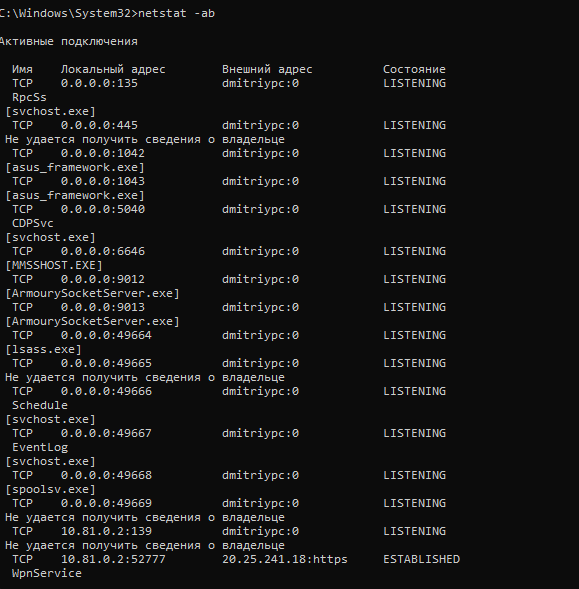 C:\Windows\System32>netstat -ab
Активные подключения
Имя Локальный адрес Внешний адрес Состояние
TCP 0.0.0.0:135 dmitriypc:0 LISTENING
RpcSs
[svchost.exe]
TCP 0.0.0.0:445 dmitriypc:0 LISTENING
Не удается получить сведения о владельце
TCP 0.0.0.0:1042 dmitriypc:0 LISTENING
[asus_framework.exe]
TCP 0.0.0.0:1043 dmitriypc:0 LISTENING
[asus_framework.exe]
TCP 0.0.0.0:5040 dmitriypc:0 LISTENING
CDPSvc
[svchost.exe]
TCP 0.0.0.0:6646 dmitriypc:0 LISTENING
[MMSSHOST.EXE]
TCP 0.0.0.0:9012 dmitriypc:0 LISTENING
[ArmourySocketServer.exe]
TCP 0.0.0.0:9013 dmitriypc:0 LISTENING
[ArmourySocketServer.exe]
TCP 0.0.0.0:49664 dmitriypc:0 LISTENING
[lsass.exe]
TCP 0.0.0.0:49665 dmitriypc:0 LISTENING
Не удается получить сведения о владельце
TCP 0.0.0.0:49666 dmitriypc:0 LISTENING
Schedule
[svchost.exe]
TCP 0.0.0.0:49667 dmitriypc:0 LISTENING
EventLog
[svchost.exe]
TCP 0.0.0.0:49668 dmitriypc:0 LISTENING
[spoolsv.exe]
TCP 0.0.0.0:49669 dmitriypc:0 LISTENING
Не удается получить сведения о владельце
TCP 10.81.0.2:139 dmitriypc:0 LISTENING
Не удается получить сведения о владельце
TCP 10.81.0.2:52777 20.25.241.18:https ESTABLISHED
WpnService